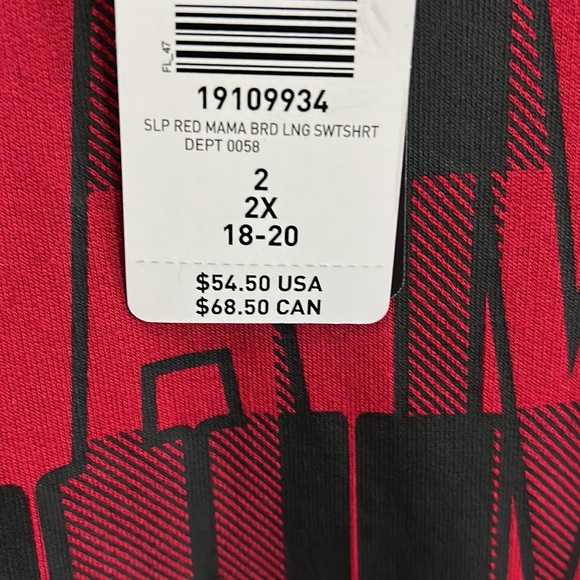 FL_47
19109934
SLP RED MAMA BRD LNG SWTSHRT
DEPT 0058
2
2X
18-20
$54.50 USA
$68.50 CAN